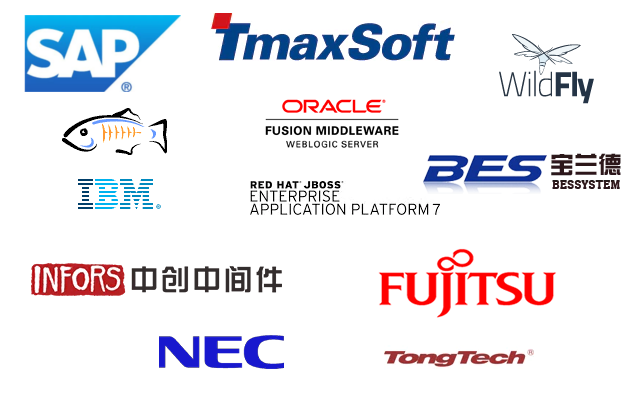 SAP®
TmaxSoft
WildFly
ORACLE®
FUSION MIDDLEWARE
WEBLOGIC SERVER
BES 宝兰德
BESSYSTEM
IBM®
RED HAT® JBOSS®
ENTERPRISE
APPLICATION PLATFORM 7
INFORS 中创中间件
FUJITSU
NEC
TongTech®